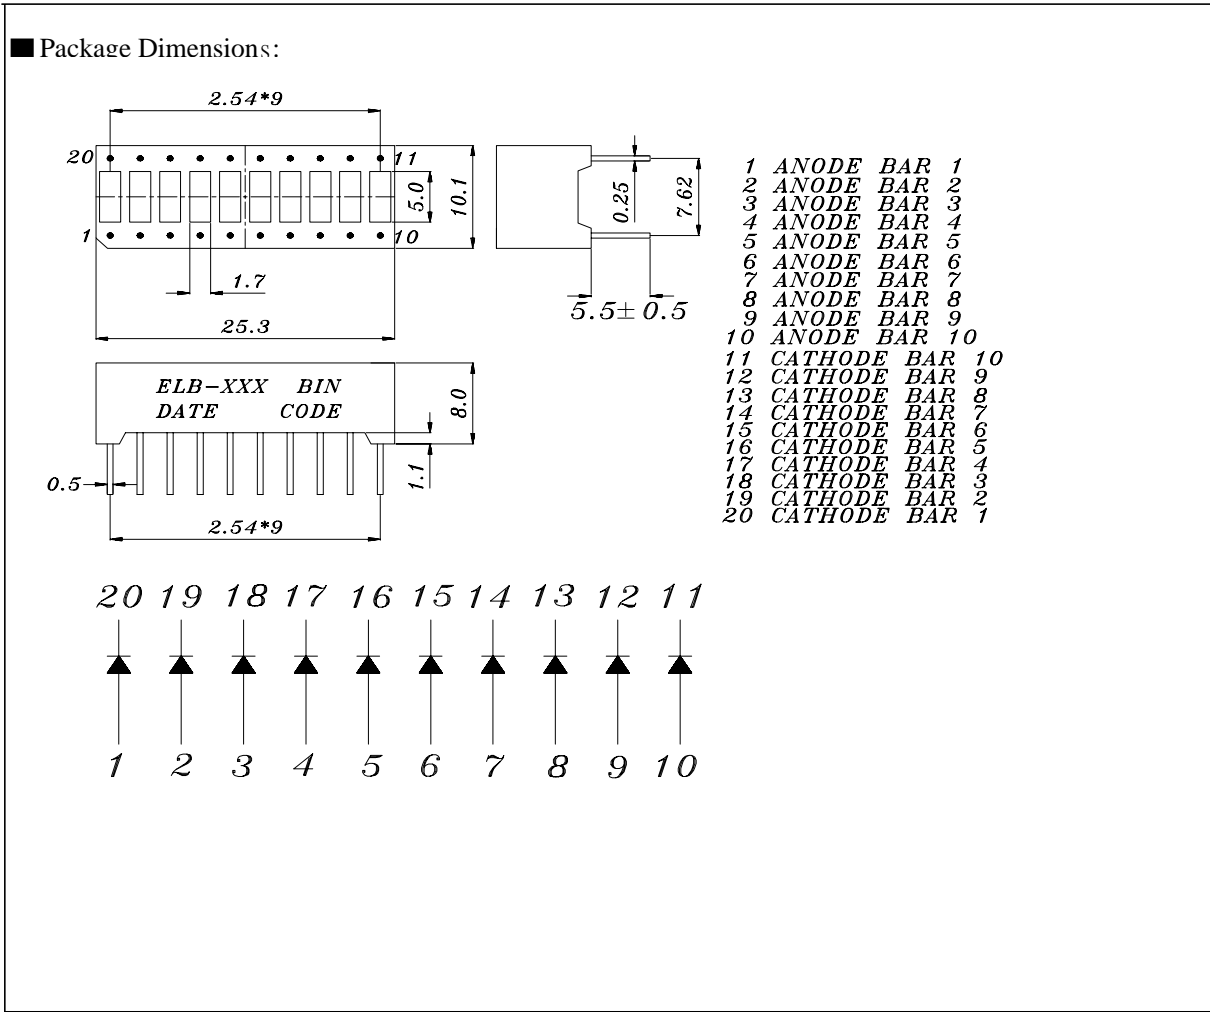 Package Dimensions:
2.54*9
20
11
1
10
5.0
10.1
1.7
25.3
0.25
7.62
5.5± 0.5
ELB-XXX BIN
DATE CODE
8.0
1.1
0.5
2.54*9
1 ANODE BAR 1
2 ANODE BAR 2
3 ANODE BAR 3
4 ANODE BAR 4
5 ANODE BAR 5
6 ANODE BAR 6
7 ANODE BAR 7
8 ANODE BAR 8
9 ANODE BAR 9
10 ANODE BAR 10
11 CATHODE BAR 10
12 CATHODE BAR 9
13 CATHODE BAR 8
14 CATHODE BAR 7
15 CATHODE BAR 6
16 CATHODE BAR 5
17 CATHODE BAR 4
18 CATHODE BAR 3
19 CATHODE BAR 2
20 CATHODE BAR 1
20 19 18 17 16 15 14 13 12 11
1 2 3 4 5 6 7 8 9 10